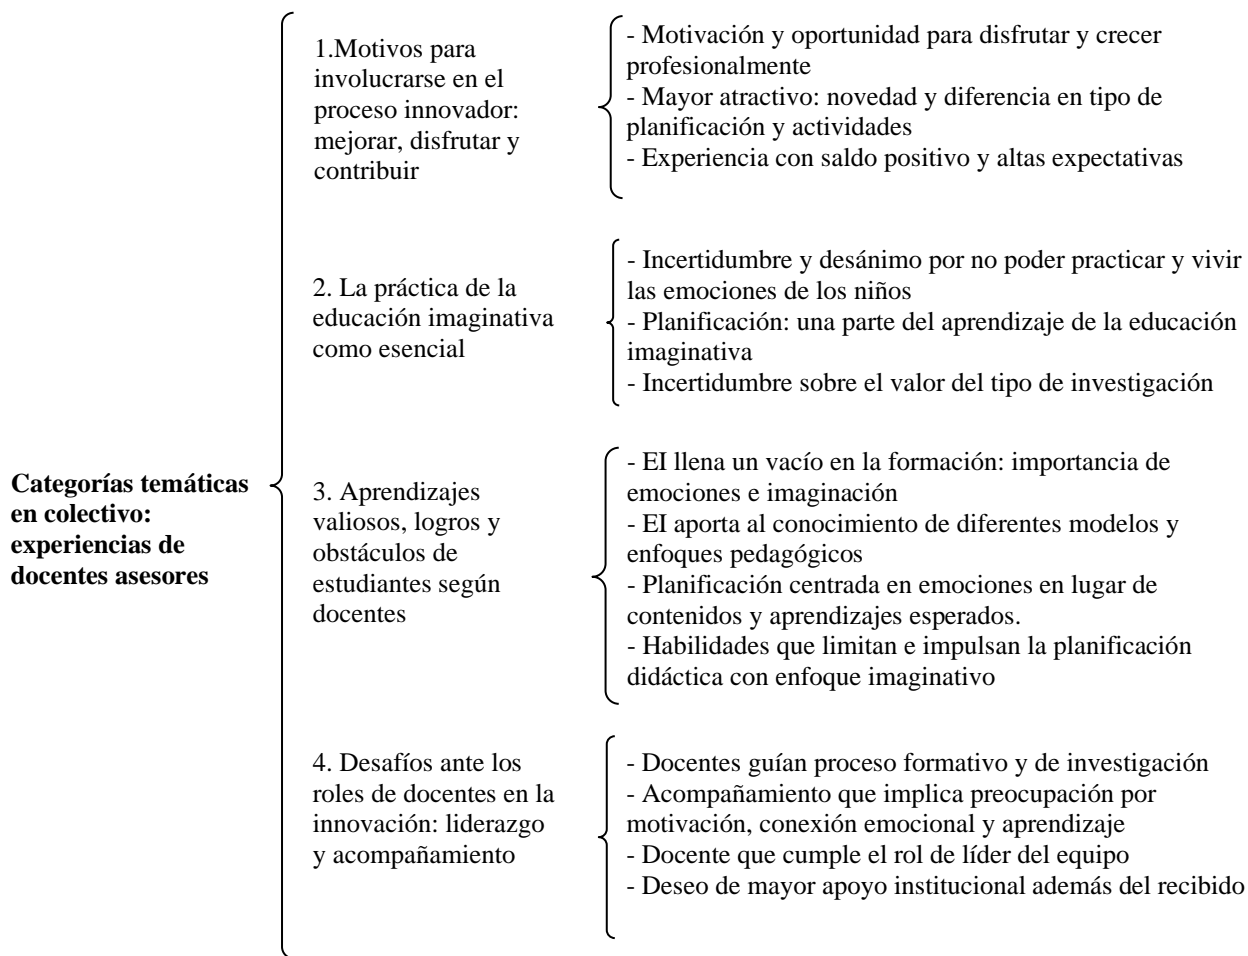 Categorías temáticas
en colectivo:
experiencias de
docentes asesores
1.Motivos para
involucrarse en el
proceso innovador:
mejorar, disfrutar y
contribuir
- Motivación y oportunidad para disfrutar y crecer
profesionalmente
- Mayor atractivo: novedad y diferencia en tipo de
planificación y actividades
- Experiencia con saldo positivo y altas expectativas
2. La práctica de la
educación imaginativa
como esencial
- Incertidumbre y desánimo por no poder practicar y vivir
las emociones de los niños
- Planificación: una parte del aprendizaje de la educación
imaginativa
- Incertidumbre sobre el valor del tipo de investigación
3. Aprendizajes
valiosos, logros y
obstáculos de
estudiantes según
docentes
- EI llena un vacío en la formación: importancia de
emociones e imaginación
- EI aporta al conocimiento de diferentes modelos y
enfoques pedagógicos
- Planificación centrada en emociones en lugar de
contenidos y aprendizajes esperados.
- Habilidades que limitan e impulsan la planificación
didáctica con enfoque imaginativo
4. Desafíos ante los
roles de docentes en la
innovación: liderazgo
y acompañamiento
- Docentes guían proceso formativo y de investigación
- Acompañamiento que implica preocupación por
motivación, conexión emocional y aprendizaje
- Docente que cumple el rol de líder del equipo
- Deseo de mayor apoyo institucional además del recibido